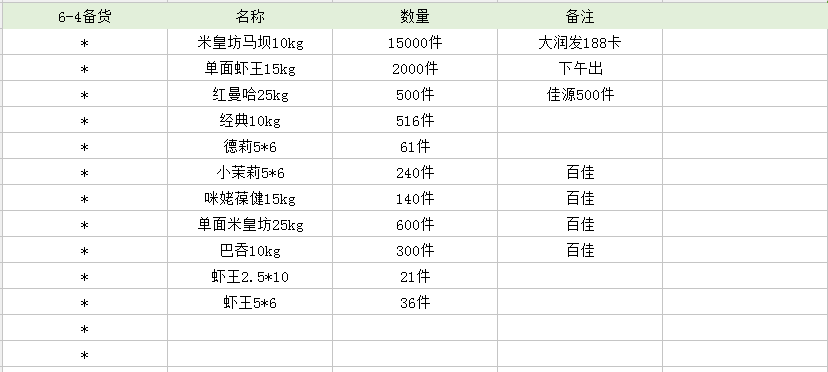 6-4备货 名称 数量 备注
* 米皇坊马坝10kg 15000件 大润发188卡
* 单面虾王15kg 2000件 下午出
* 红曼哈25kg 500件 佳源500件
* 经典10kg 516件
* 德莉5*6 61件
* 小茉莉5*6 240件 百佳
* 咪姥葆健15kg 140件 百佳
* 单面米皇坊25kg 600件 百佳
* 巴吞10kg 300件 百佳
* 虾王2.5*10 21件
* 虾王5*6 36件
*
*